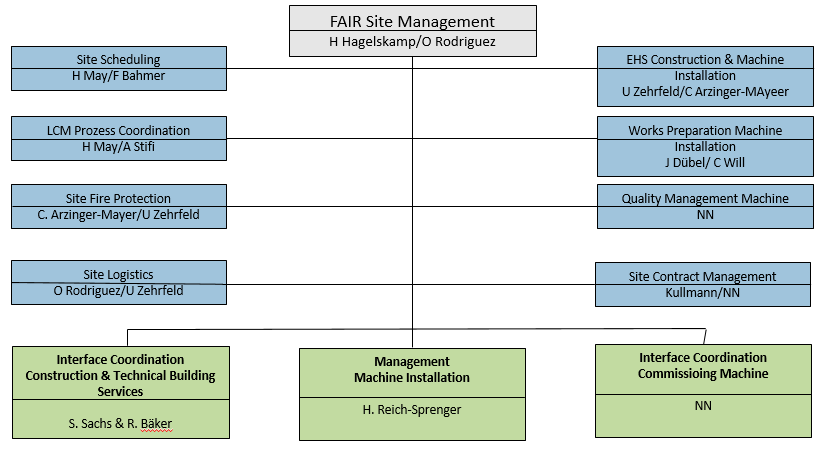 FAIR Site Management
H Hagelskamp/O Rodriguez
Site Scheduling
H May/F Bahmer
EHS Construction & Machine
Installation
U Zehrfeld/C Arzinger-MAyeer
LCM Prozess Coordination
H May/A Stifi
Works Preparation Machine
Installation
J Dübel/ C Will
Site Fire Protection
C. Arzinger-Mayer/U Zehrfeld
Quality Management Machine
NN
Site Logistics
O Rodriguez/U Zehrfeld
Site Contract Management
Kullmann/NN
Interface Coordination
Construction & Technical Building
Services
S. Sachs & R. Bäker
Management
Machine Installation
H. Reich-Sprenger
Interface Coordination
Commissioing Machine
NN